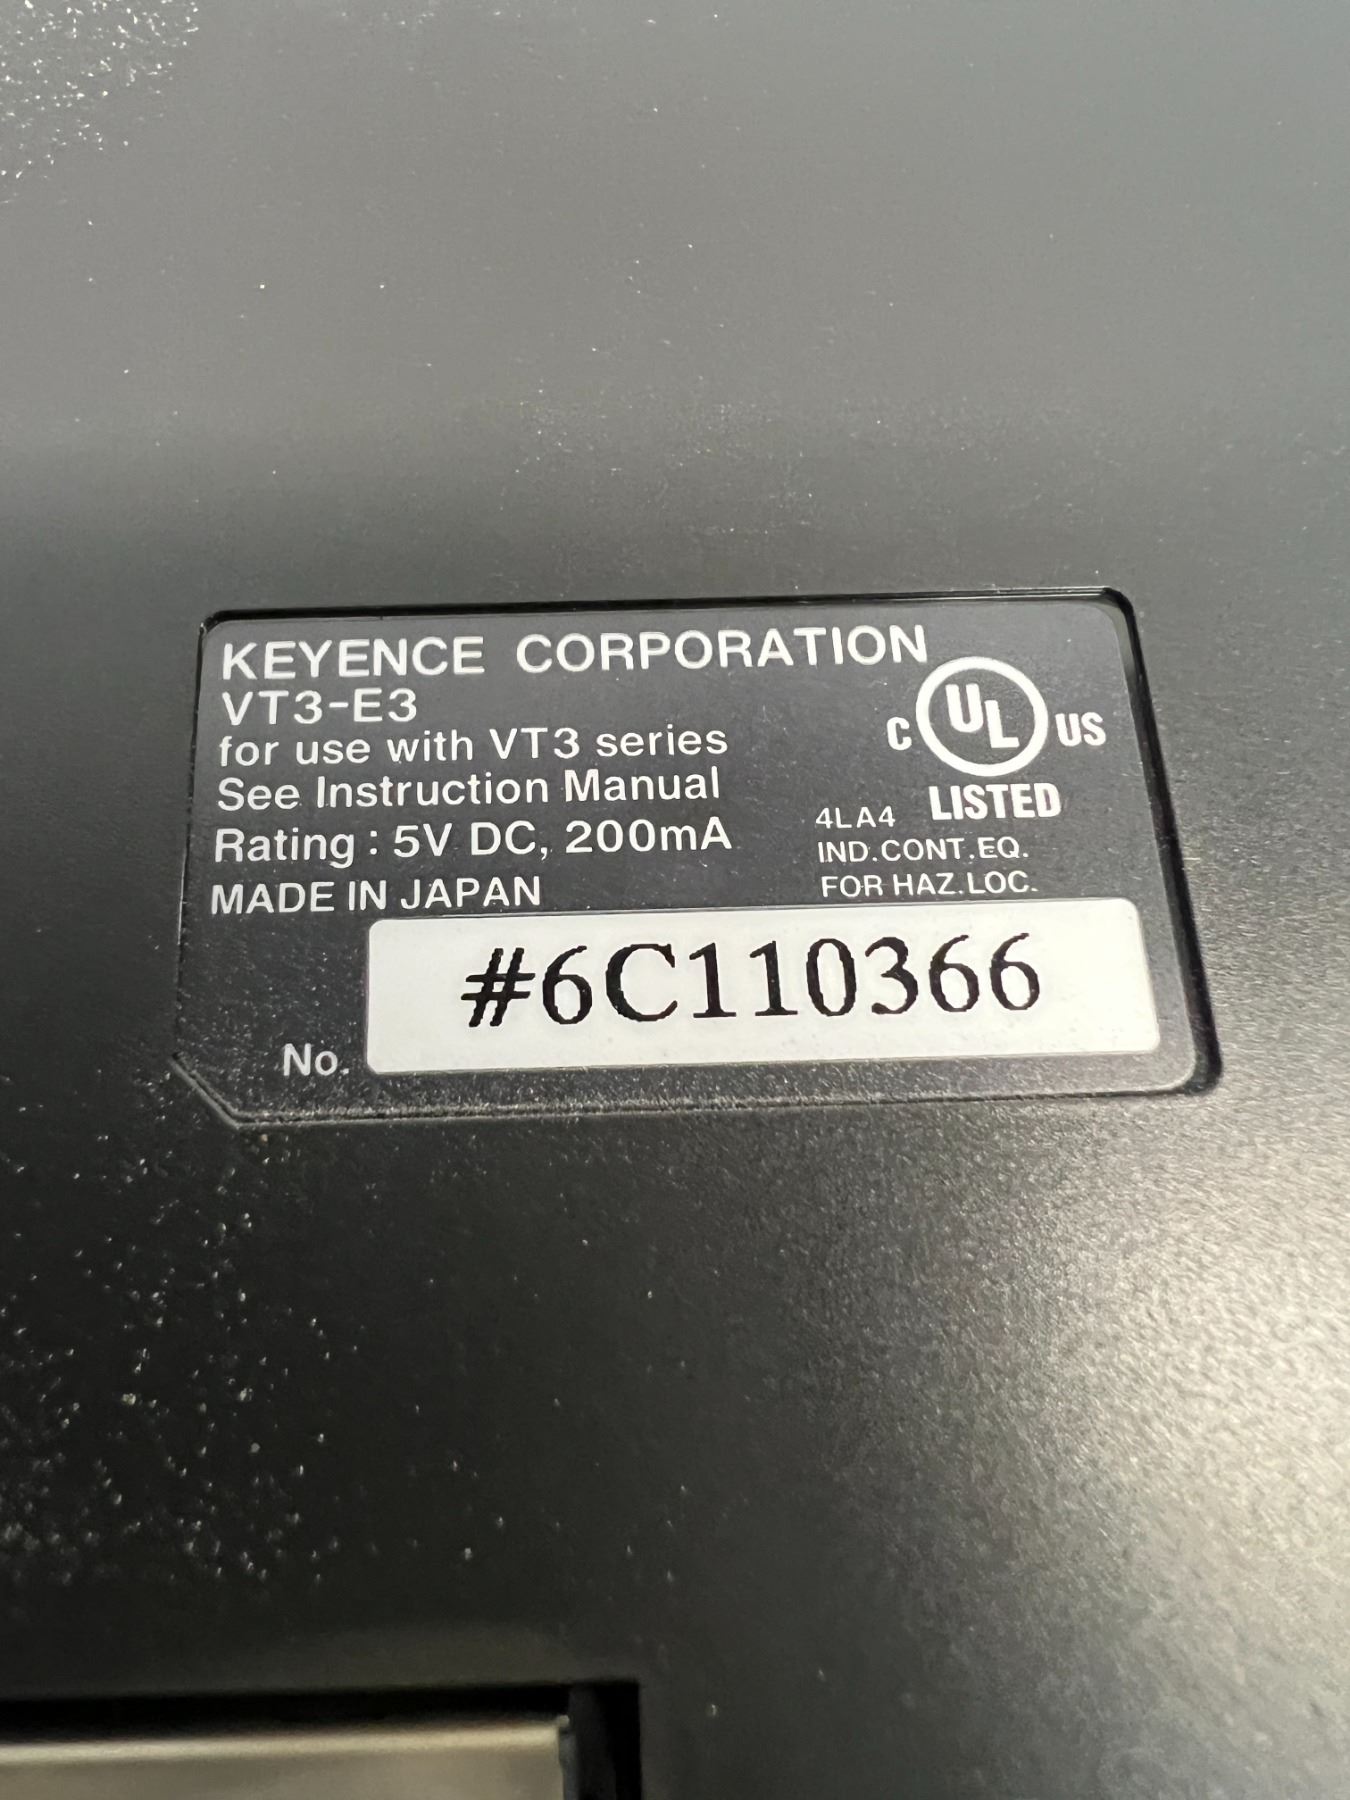 KEYENCE CORPORATION
VT3-E3
for use with VT3 series
See Instruction Manual
Rating : 5V DC, 200mA
MADE IN JAPAN
C UL US
LISTED
4LA4
IND.CONT.EQ.
FOR HAZ.LOC.
No. #6C110366